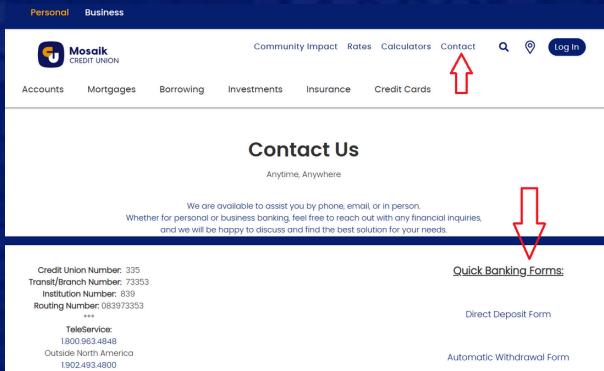 Personal Business
Mosaik
CREDIT UNION
Community Impact Rates Calculators Contact Log In
Accounts Mortgages Borrowing Investments Insurance Credit Cards
Contact Us
Anytime, Anywhere
We are available to assist you by phone, email, or in person.
Whether for personal or business banking, feel free to reach out with any financial inquiries,
and we will be happy to discuss and find the best solution for your needs.
Credit Union Number: 335
Transit/Branch Number: 73353
Institution Number: 839
Routing Number: 083973353
***
TeleService:
1.800.963.4848
Outside North America
1.902.493.4800
Quick Banking Forms:
Direct Deposit Form
Automatic Withdrawal Form